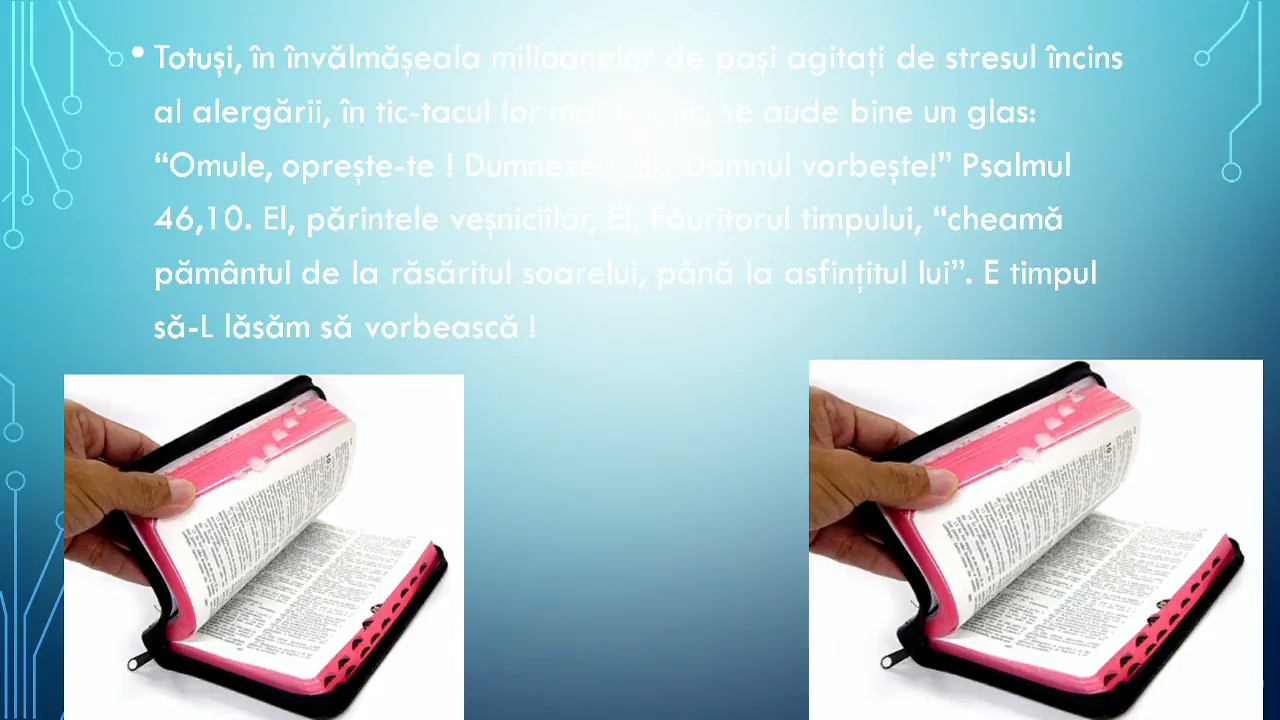 • Totuși, în învălmășeala milioanelor de pași agitați de stresul încins
al alergării, în tic-tacul lor se aude bine un glas:
“Omule, oprește-te ! Dumnezeu, Domnul vorbește!” Psalmul
46,10. El, părintele veșniciilor, El, Făuritorul timpului, “cheamă
pământul de la răsăritul soarelui, până la asfințitul lui”. E timpul
să-L lăsăm să vorbească !
10
10